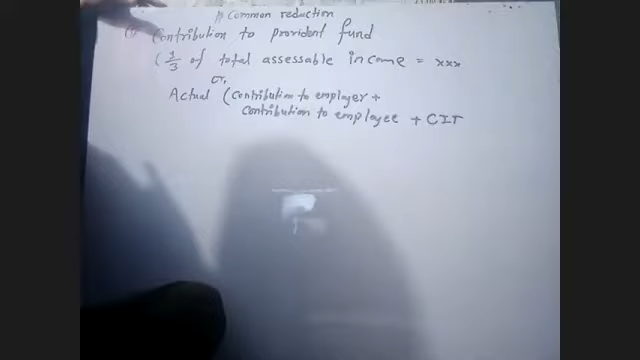 Common reduction
Contribution to provident fund
( 1/3 of total assessable income = xxx
or,
Actual (contribution to employer +
contribution to employee + CIT